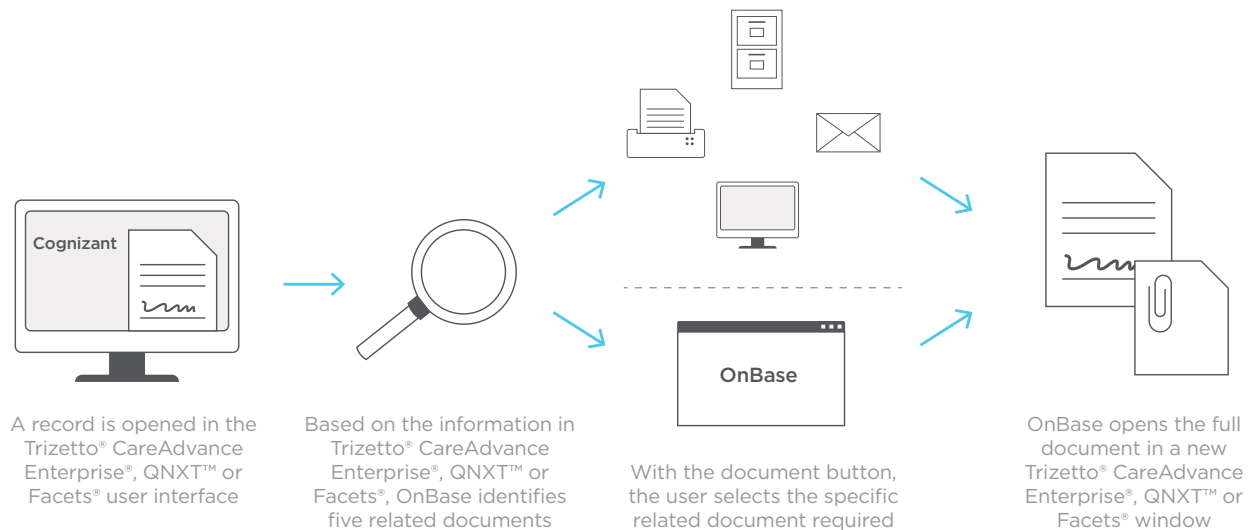 Cognizant
OnBase
A record is opened in the
Trizetto® CareAdvance
Enterprise®, QNXT™ or
Facets® user interface
Based on the information in
Trizetto® CareAdvance
Enterprise®, QNXT™ or
Facets®, OnBase identifies
five related documents
With the document button,
the user selects the specific
related document required
OnBase opens the full
document in a new
Trizetto® CareAdvance
Enterprise®, QNXT™ or
Facets® window